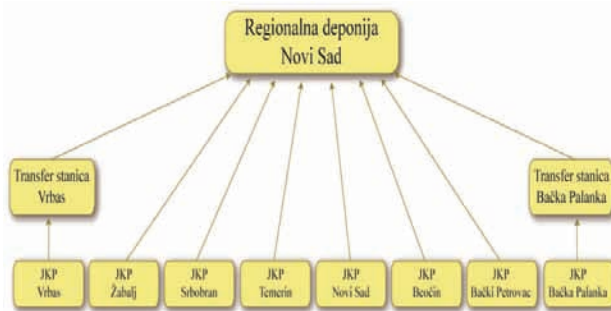 Regionalna deponija
Novi Sad
Transfer stanica
Vrbas
Transfer stanica
Bačka Palanka
JKP
Vrbas
JKP
Žabalj
JKP
Srbobran
JKP
Temerin
JKP
Novi Sad
JKP
Beočin
JKP
Bački Petrovac
JKP
Bačka Palanka